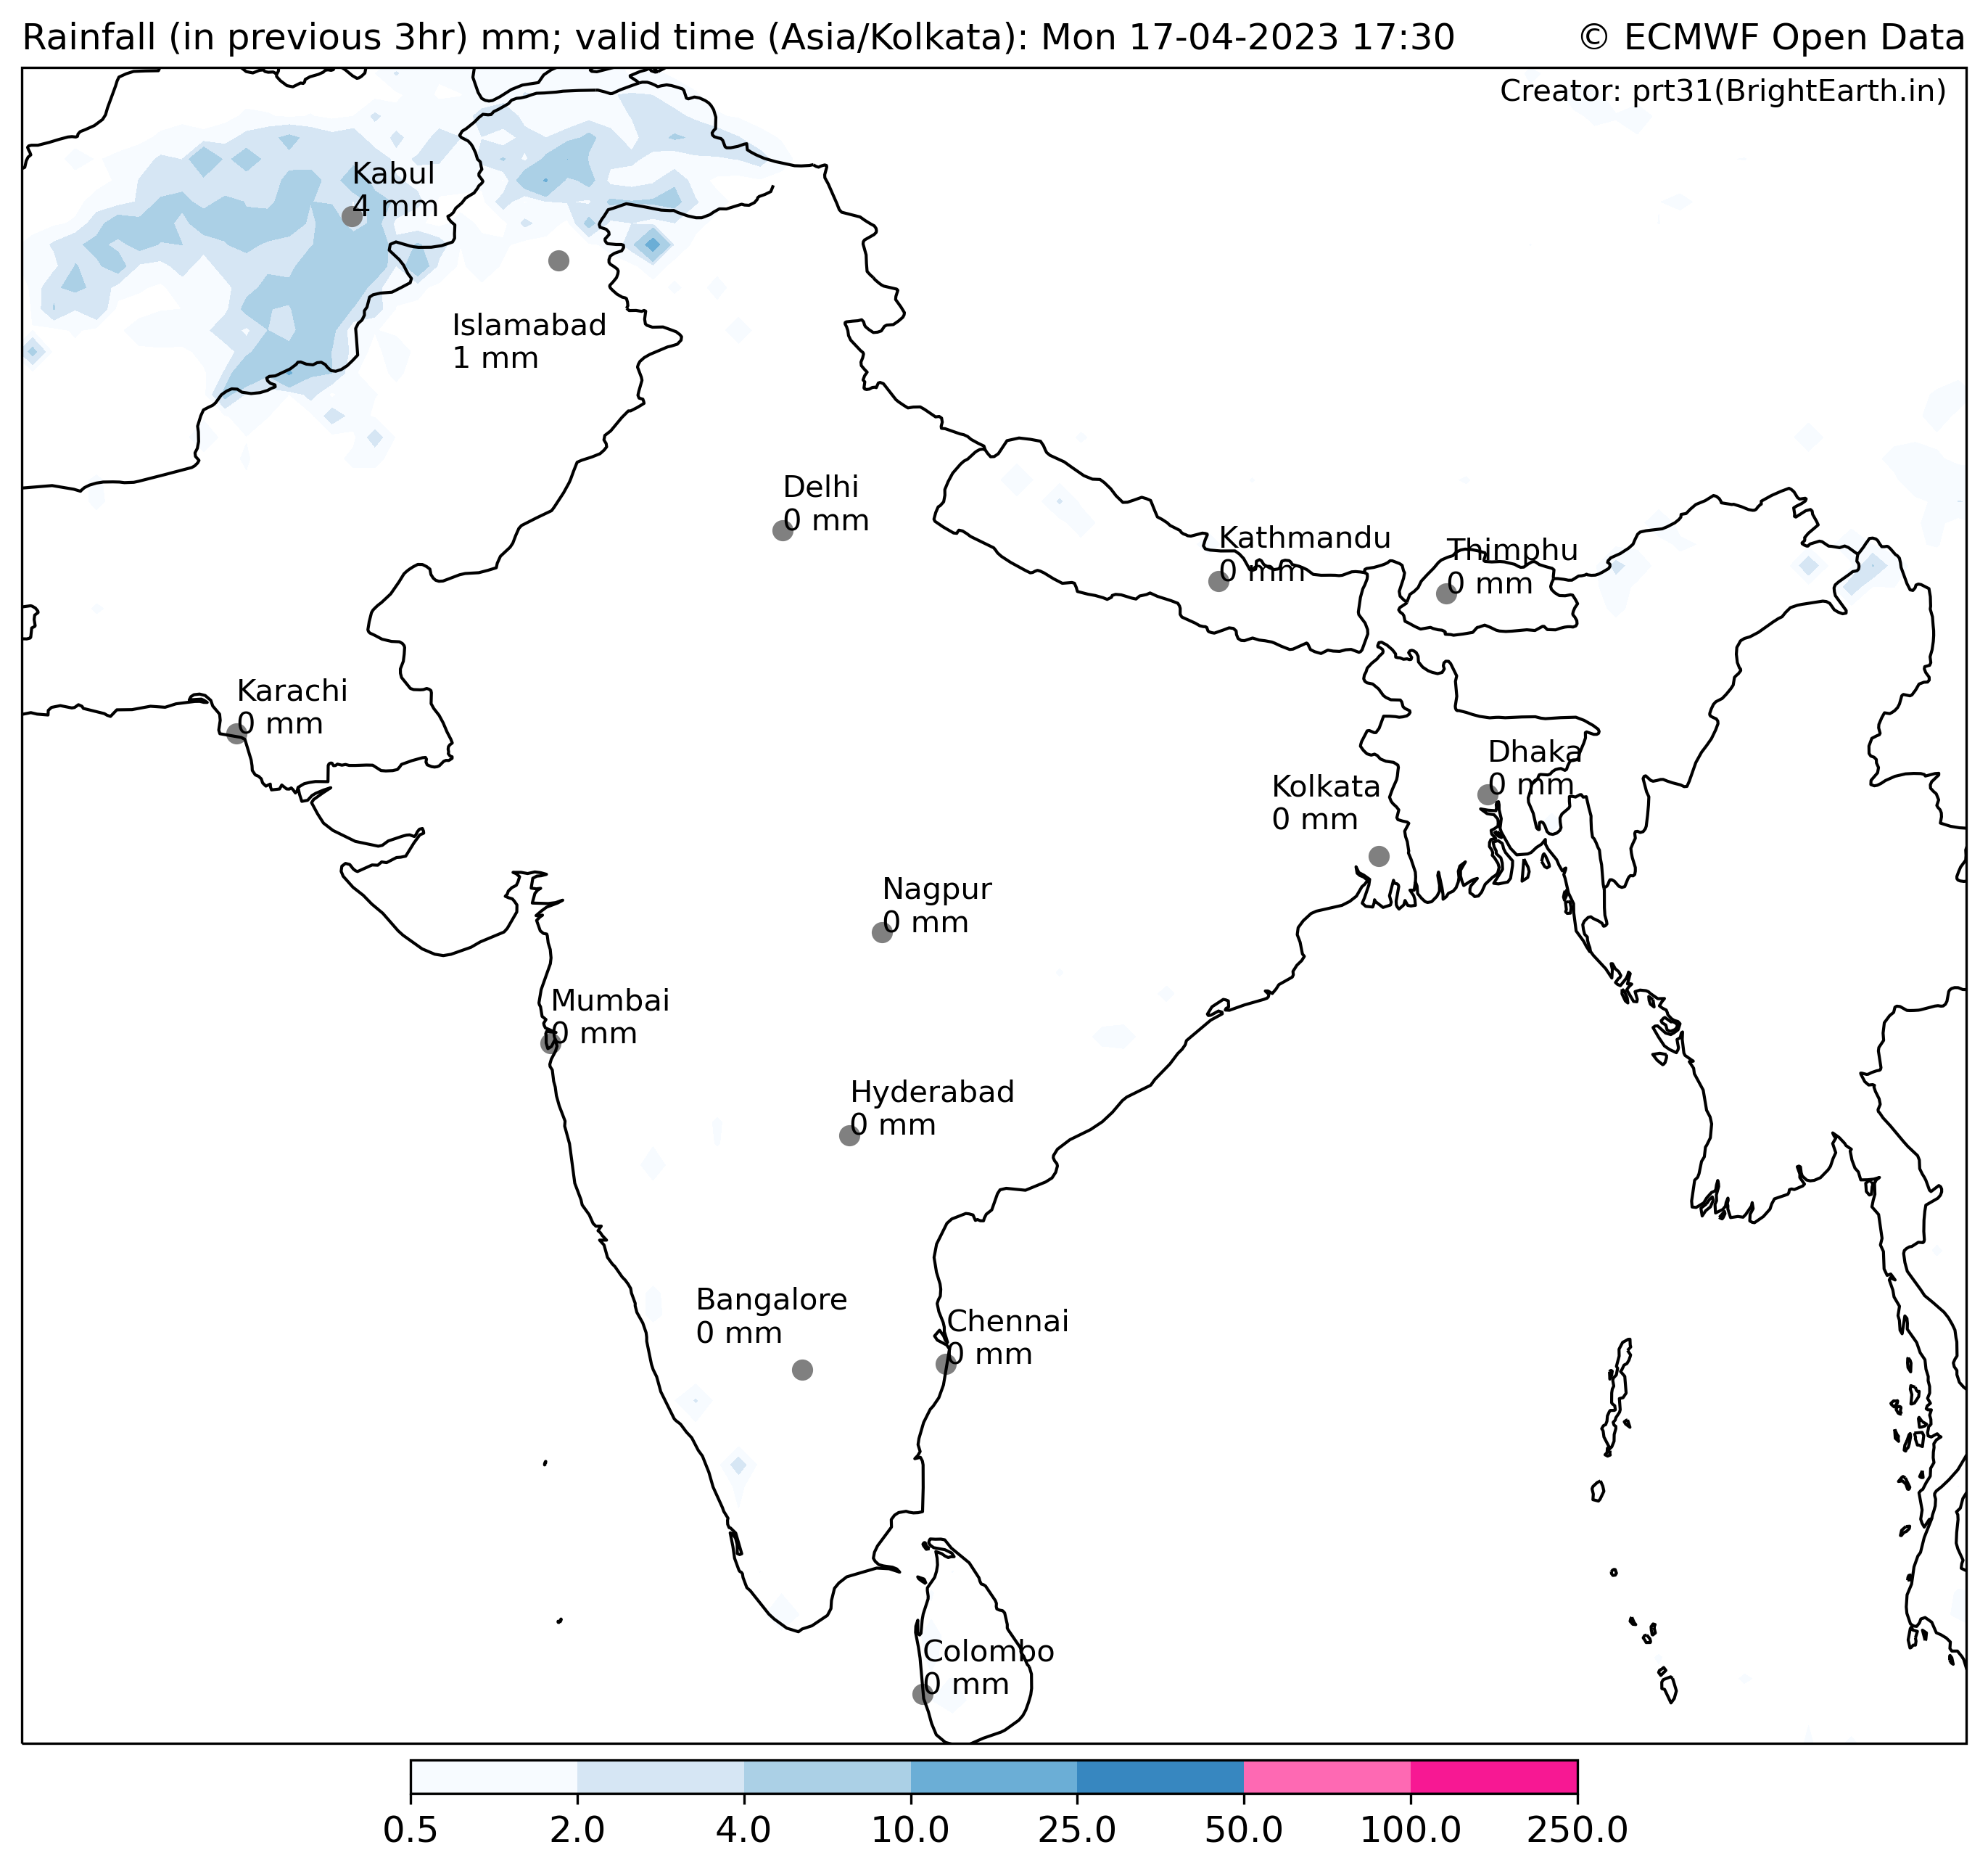 Rainfall (in previous 3hr) mm; valid time (Asia/Kolkata): Mon 17-04-2023 17:30
© ECMWF Open Data
Creator: prt31(BrightEarth.in)
Kabul
4 mm
Islamabad
1 mm
Delhi
0 mm
Kathmandu
0 mm
Thimphu
0 mm
Karachi
0 mm
Dhaka
0 mm
Kolkata
0 mm
Nagpur
0 mm
Mumbai
0 mm
Hyderabad
0 mm
Bangalore
0 mm
Chennai
0 mm
Colombo
0 mm
0.5 2.0 4.0 10.0 25.0 50.0 100.0 250.0